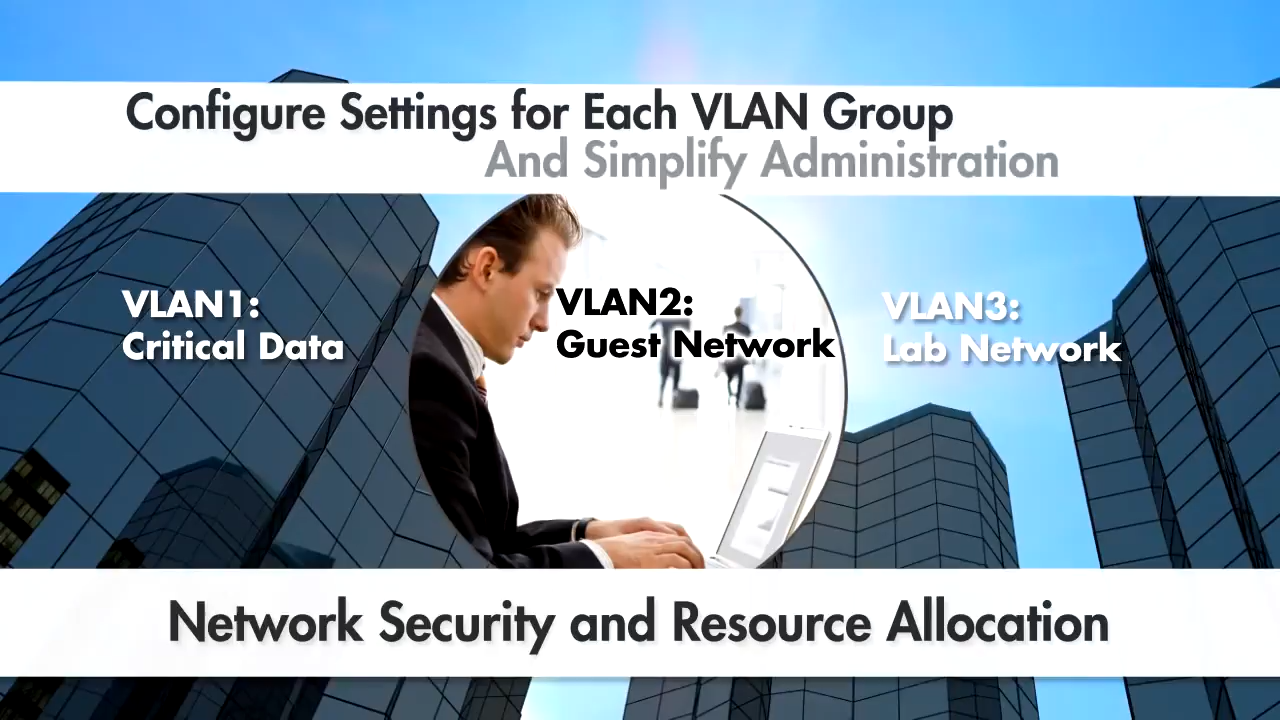 Configure Settings for Each VLAN Group
And Simplify Administration
VLAN1:
Critical Data
VLAN2:
Guest Network
VLAN3:
Lab Network
Network Security and Resource Allocation